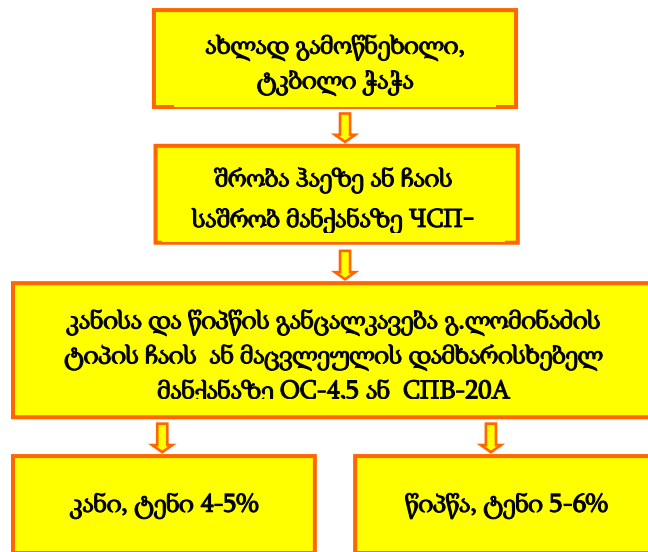 ახლად გამოწნეხილი,
ტკბილი ჭაჭა
შრობა ჰაეზე ან ჩაის
საშრობ მანქანაზე ЧСП-
კანისა და წიპწის განცალკავება გ.ლომინაძის
ტიპის ჩაის ან მაცვლეულის დამხარისხებელ
მანქანაზე ОС-4.5 ან СПВ-20А
კანი, ტენი 4-5%
წიპწა, ტენი 5-6%